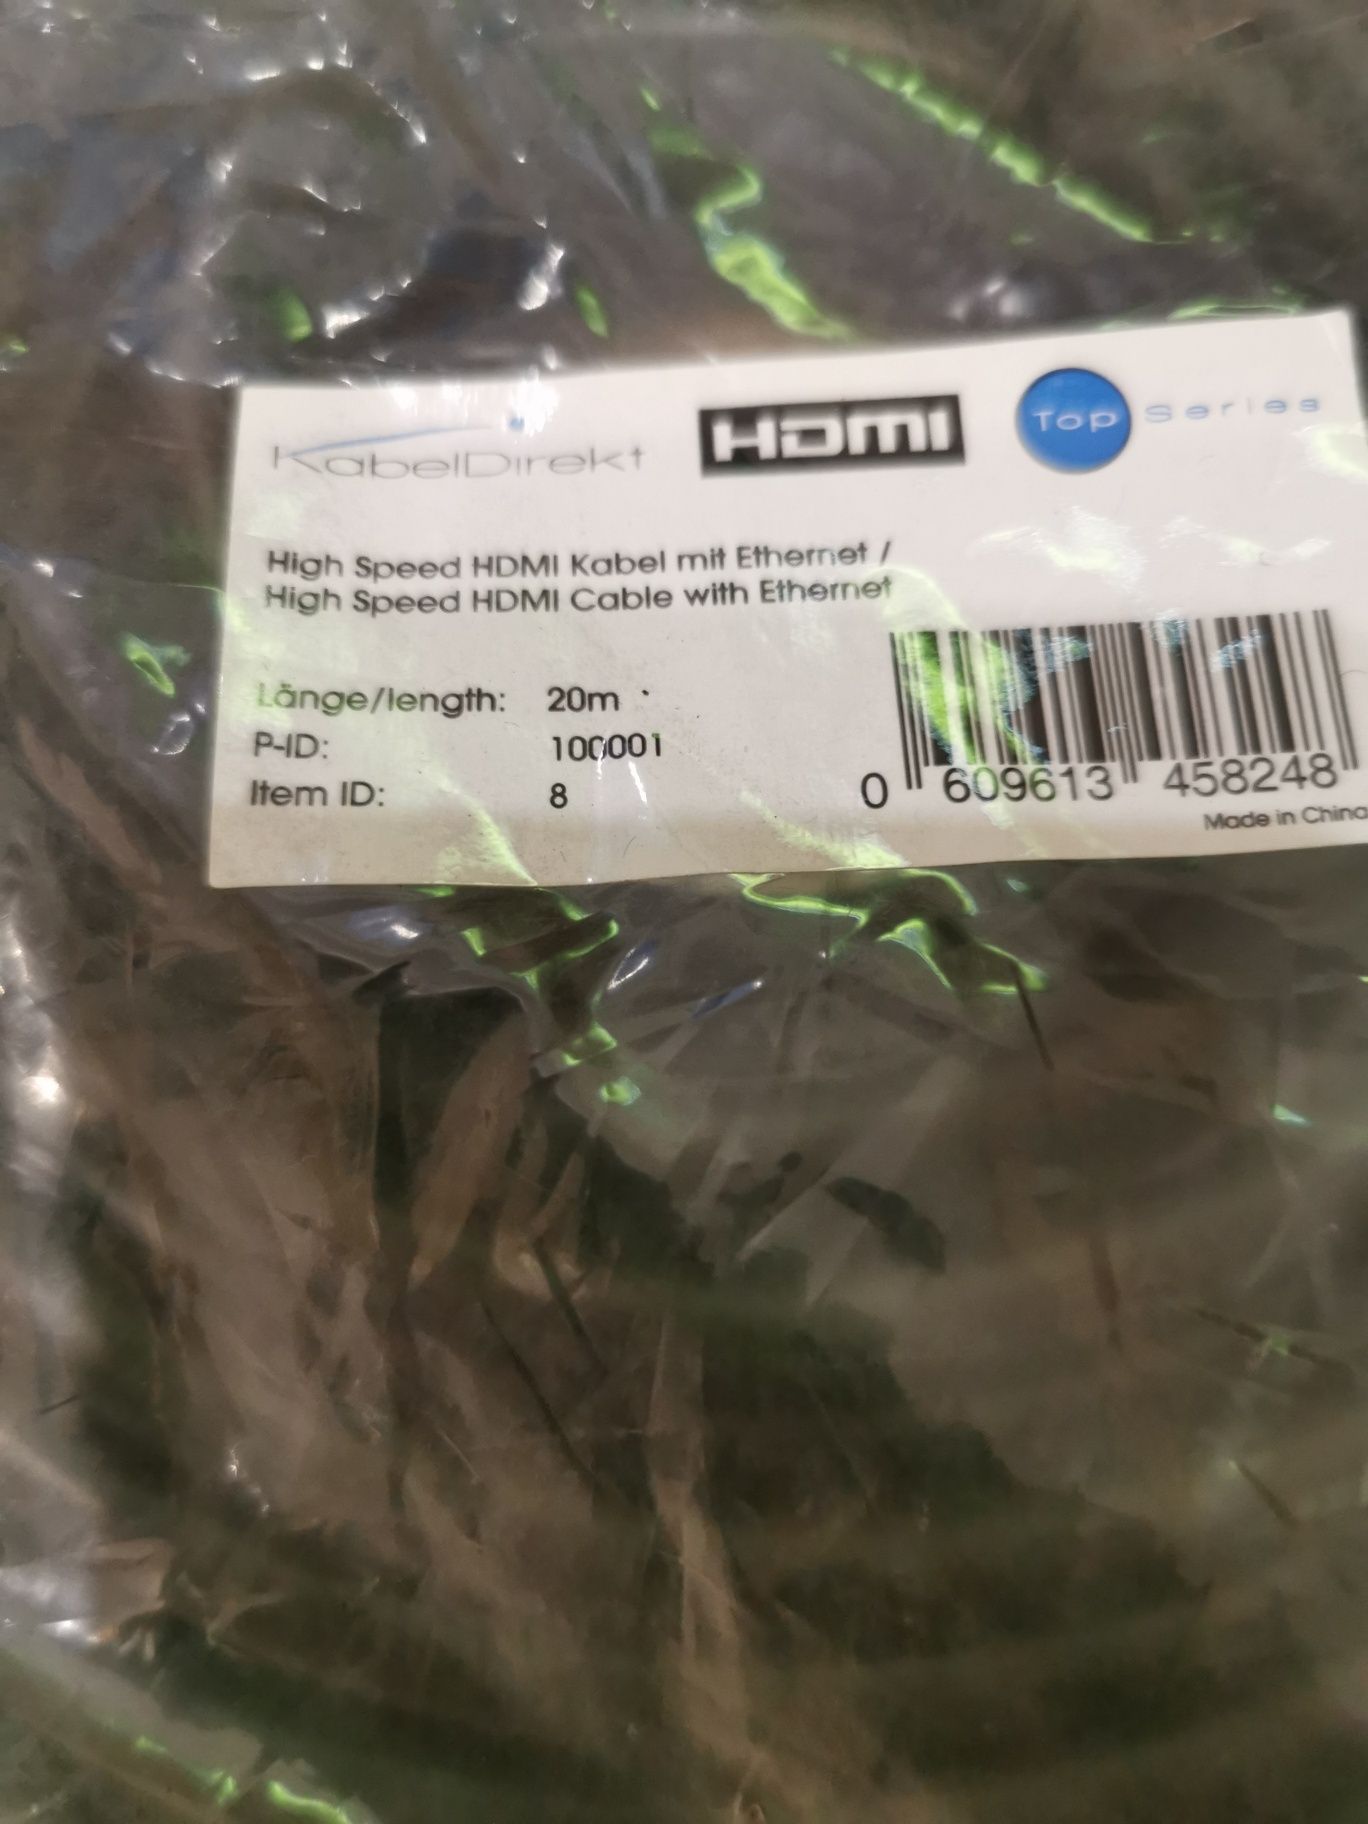 KabelDirekt HDMI Top Series
High Speed HDMI Kabel mit Ethernet /
High Speed HDMI Cable with Ethernet
Länge/length: 20m
P-ID: 100001
Item ID: 8
0 609613 458248
Made in China